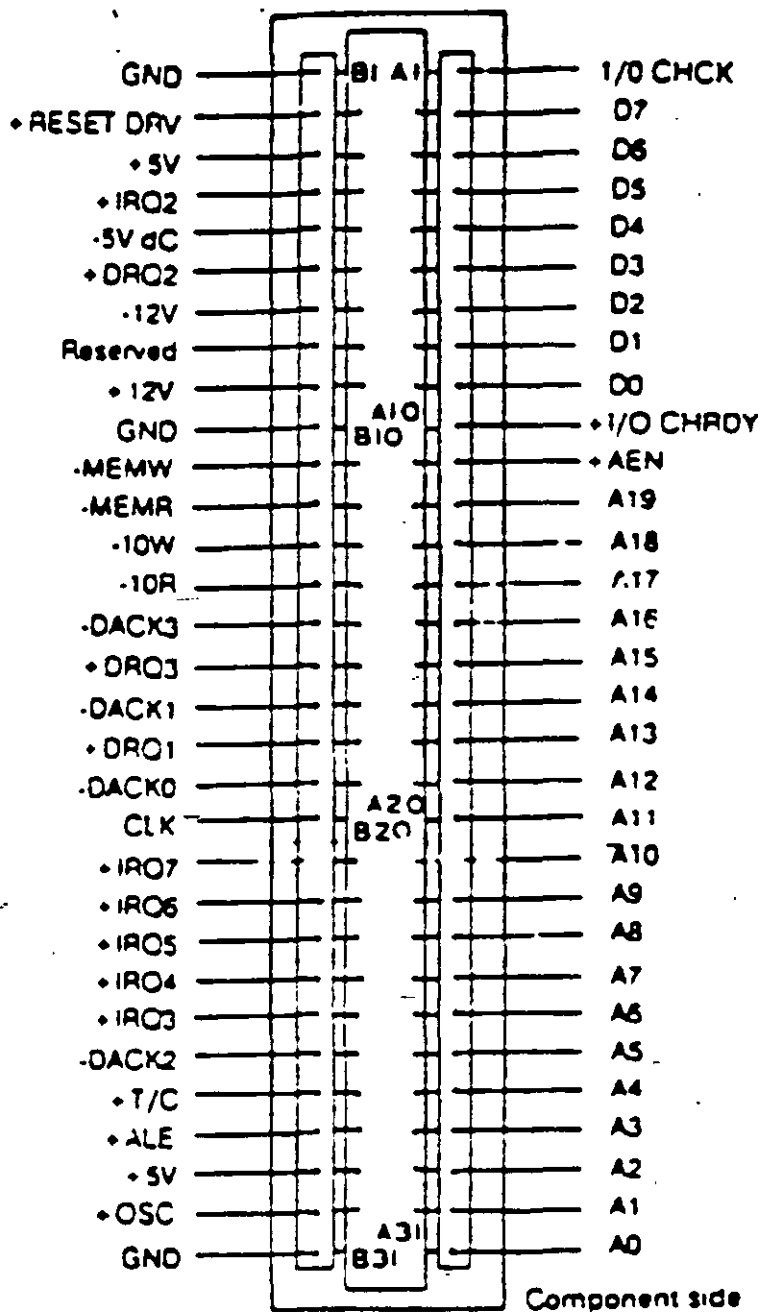 GND B1 A1 1/0 CHCK
+RESET DRV D7
+5V D6
+IRQ2 D5
-5V dC D4
+DRQ2 D3
-12V D2
Reserved D1
+12V D0
A10
GND B10 +I/O CHRDY
-MEMW +AEN
-MEMR A19
-10W A18
-10R A17
-DACK3 A16
+DRQ3 A15
-DACK1 A14
+DRQ1 A13
-DACK0 A12
A20
CLK B20 A11
+IRQ7 A10
+IRQ6 A9
+IRQ5 A8
+IRQ4 A7
+IRQ3 A6
-DACK2 A5
+T/C A4
+ALE A3
+5V A2
+OSC A1
A31
GND B31 A0
Component side